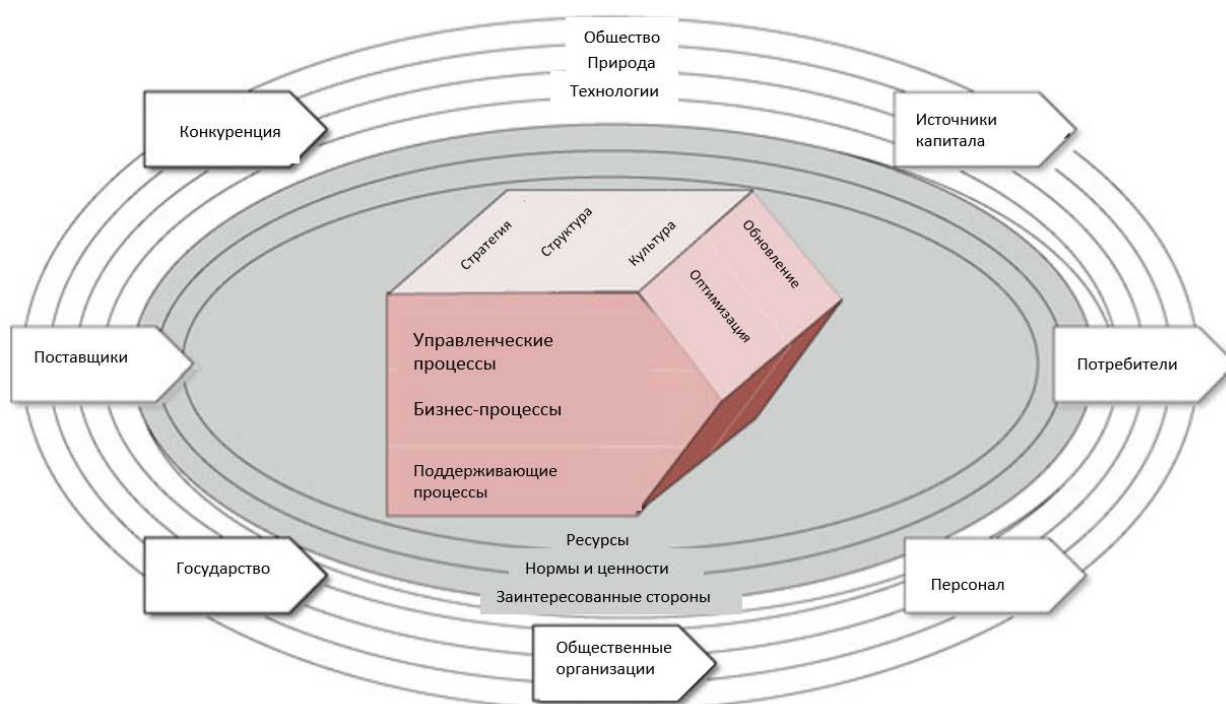 Общество
Природа
Технологии
Конкуренция
Источники
капитала
Стратегия
Структура
Культура
Обновление
Оптимизация
Управленческие
процессы
Бизнес-процессы
Поддерживающие
процессы
Поставщики
Потребители
Ресурсы
Нормы и ценности
Заинтересованные стороны
Государство
Персонал
Общественные
организации